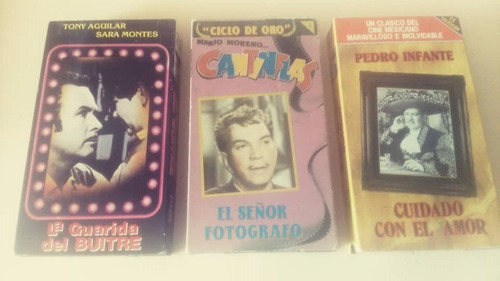 TONY AGUILAR
SARA MONTES
La Guarida
del BUITRE
"CICLO DE ORO"
MARIO MORENO...
CANTINFLAS
EL SEÑOR
FOTOGRAFO
UN CLASICO DEL
CINE MEXICANO
MARAVILLOSO E INOLVIDABLE
PEDRO INFANTE
CUIDADO
CON EL AMOR